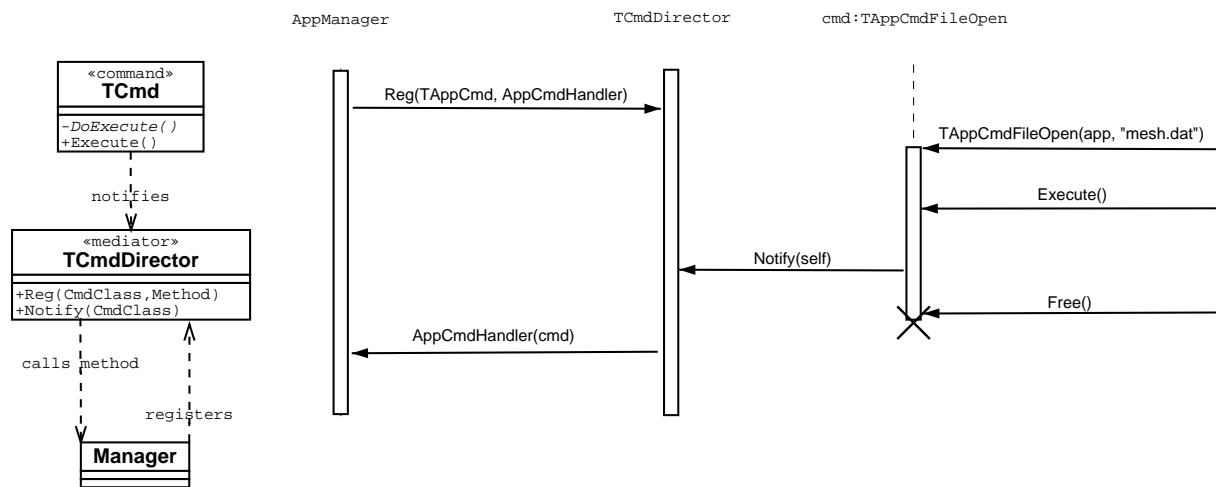 AppManager
TCmdDirector
cmd:TAppCmdFileOpen
«command»
TCmd
-DoExecute()
+Execute()
notifies
«mediator»
TCmdDirector
+Reg(CmdClass,Method)
+Notify(CmdClass)
calls method
registers
Manager
Reg(TAppCmd, AppCmdHandler)
TAppCmdFileOpen(app, "mesh.dat")
Execute()
Notify(self)
Free()
AppCmdHandler(cmd)